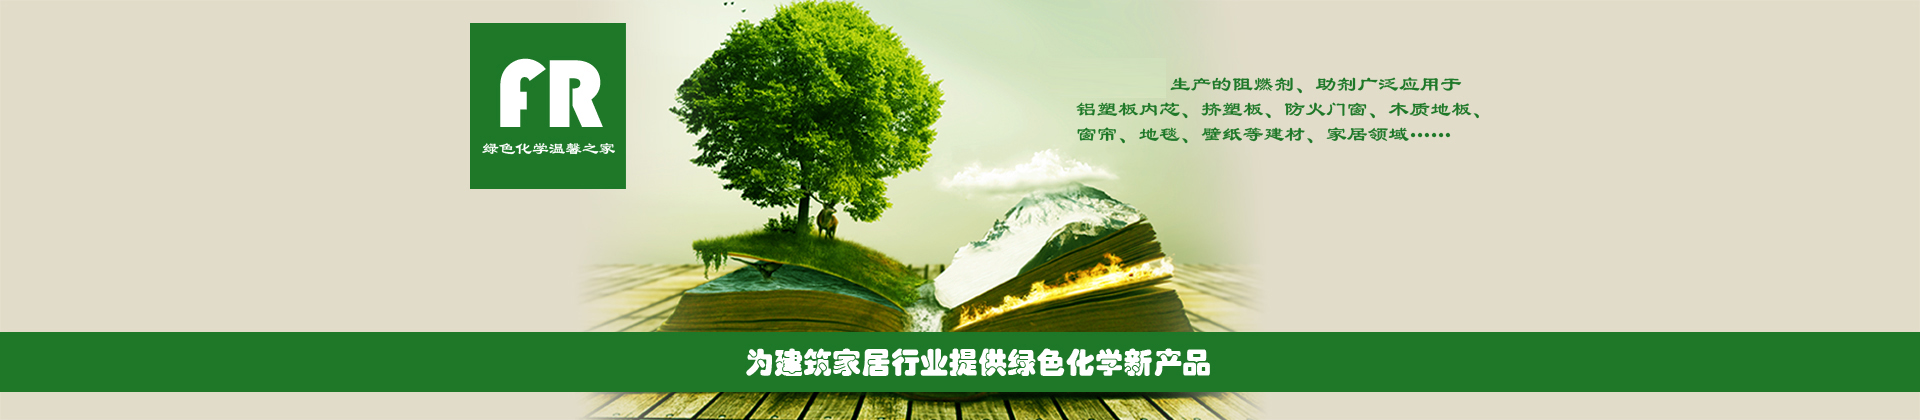 FR
绿色化学温馨之家
生产的阻燃剂、助剂广泛应用于
铝塑板内芯、挤塑板、防火门窗、木质地板、
窗帘、地毯、壁纸等建材、家居领域······
为建筑家居行业提供绿色化学新产品